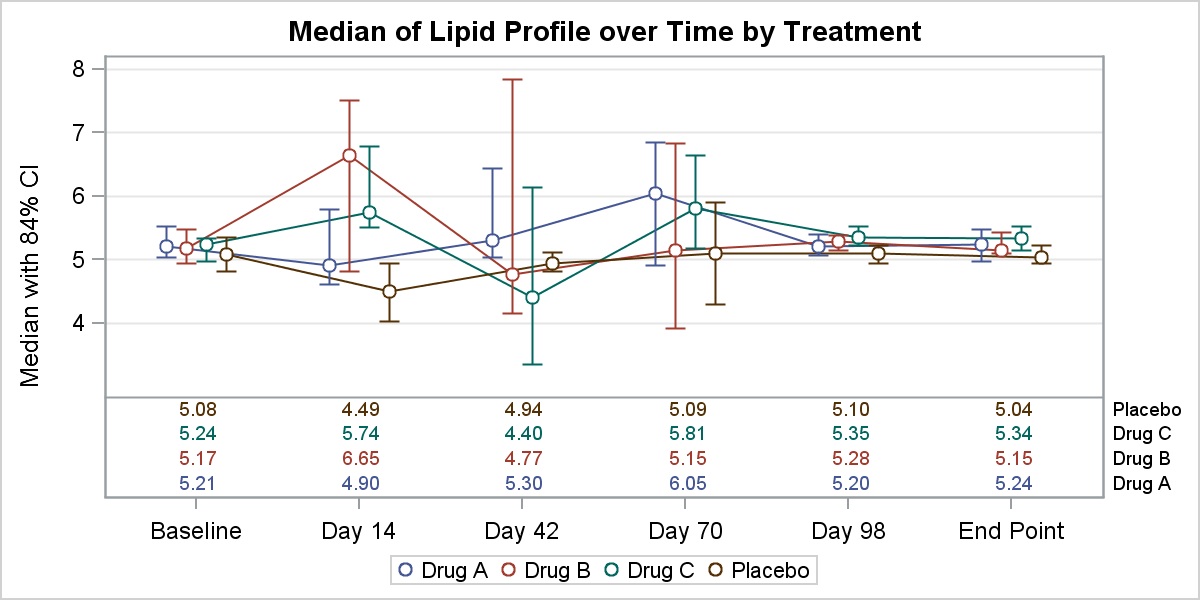 Median of Lipid Profile over Time by Treatment
Median with 84% CI
8
7
6
5
4
5.08 4.49 4.94 5.09 5.10 5.04 Placebo
5.24 5.74 4.40 5.81 5.35 5.34 Drug C
5.17 6.65 4.77 5.15 5.28 5.15 Drug B
5.21 4.90 5.30 6.05 5.20 5.24 Drug A
Baseline Day 14 Day 42 Day 70 Day 98 End Point
Drug A Drug B Drug C Placebo